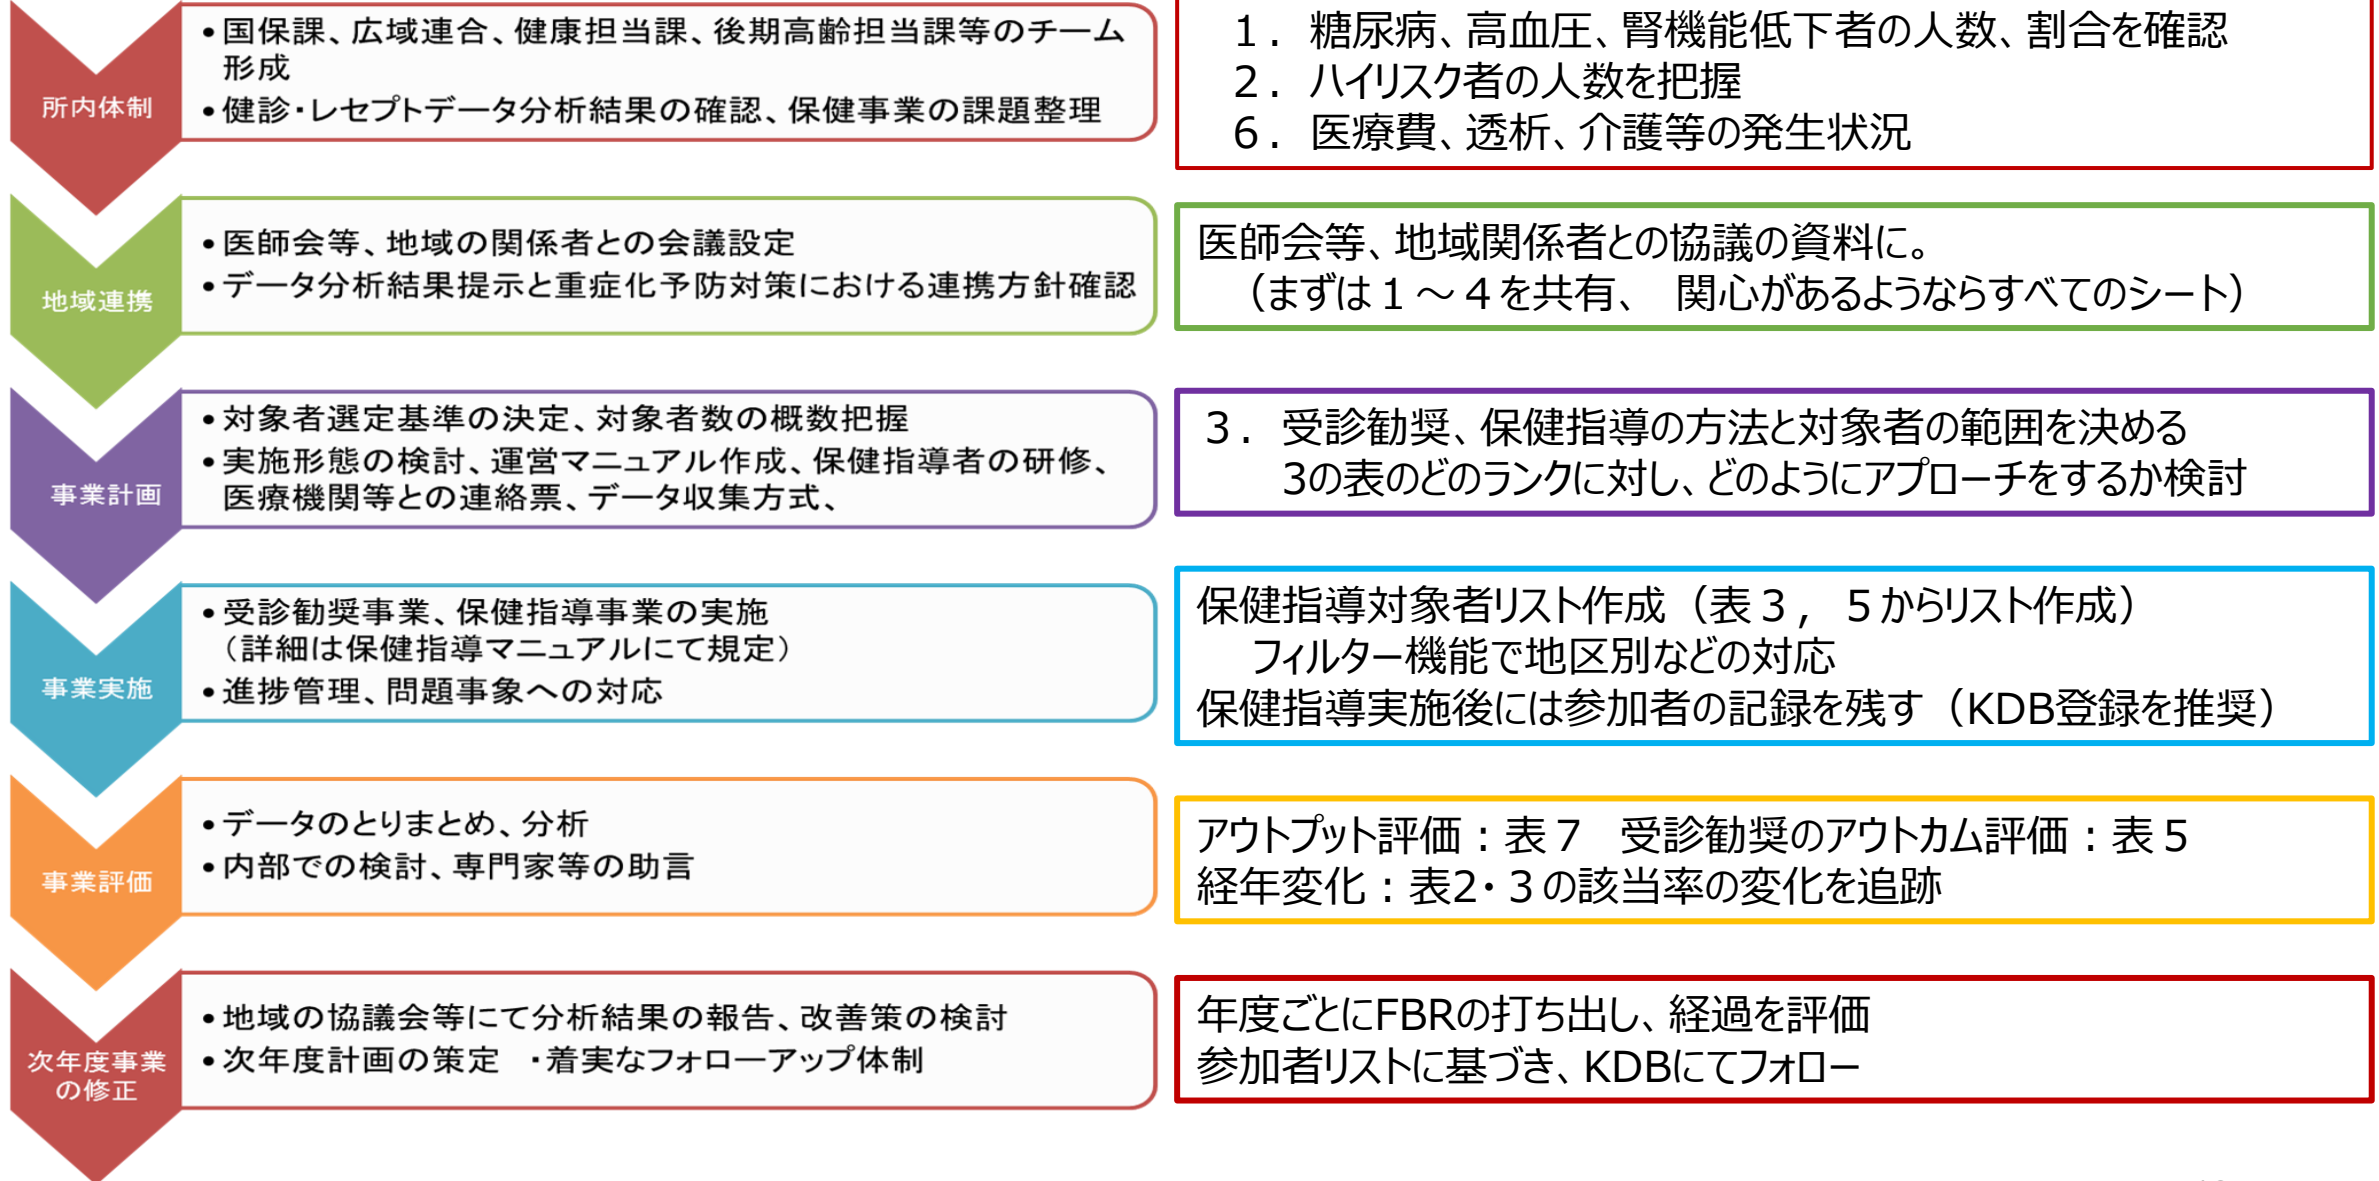 所内体制
•国保課、広域連合、健康担当課、後期高齢担当課等のチーム
形成
•健診・レセプトデータ分析結果の確認、保健事業の課題整理
１．糖尿病、高血圧、腎機能低下者の人数、割合を確認
２．ハイリスク者の人数を把握
６．医療費、透析、介護等の発生状況
地域連携
•医師会等、地域の関係者との会議設定
•データ分析結果提示と重症化予防対策における連携方針確認
医師会等、地域関係者との協議の資料に。
（まずは１～４を共有、　関心があるようならすべてのシート）
事業計画
•対象者選定基準の決定、対象者数の概数把握
•実施形態の検討、運営マニュアル作成、保健指導者の研修、
医療機関等との連絡票、データ収集方式、
３．受診勧奨、保健指導の方法と対象者の範囲を決める
3の表のどのランクに対し、どのようにアプローチをするか検討
事業実施
•受診勧奨事業、保健指導事業の実施
（詳細は保健指導マニュアルにて規定）
•進捗管理、問題事象への対応
保健指導対象者リスト作成（表３，５からリスト作成）
フィルター機能で地区別などの対応
保健指導実施後には参加者の記録を残す（KDB登録を推奨）
事業評価
•データのとりまとめ、分析
•内部での検討、専門家等の助言
アウトプット評価：表７　受診勧奨のアウトカム評価：表５
経年変化：表2・３の該当率の変化を追跡
次年度事業
の修正
•地域の協議会等にて分析結果の報告、改善策の検討
•次年度計画の策定　・着実なフォローアップ体制
年度ごとにFBRの打ち出し、経過を評価
参加者リストに基づき、KDBにてフォロー